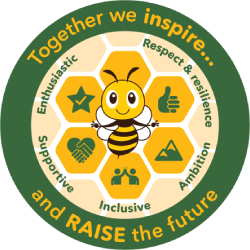 Together we inspire...
Enthusiastic
Respect & resilience
Supportive
Ambition
Inclusive
and RAISE the future